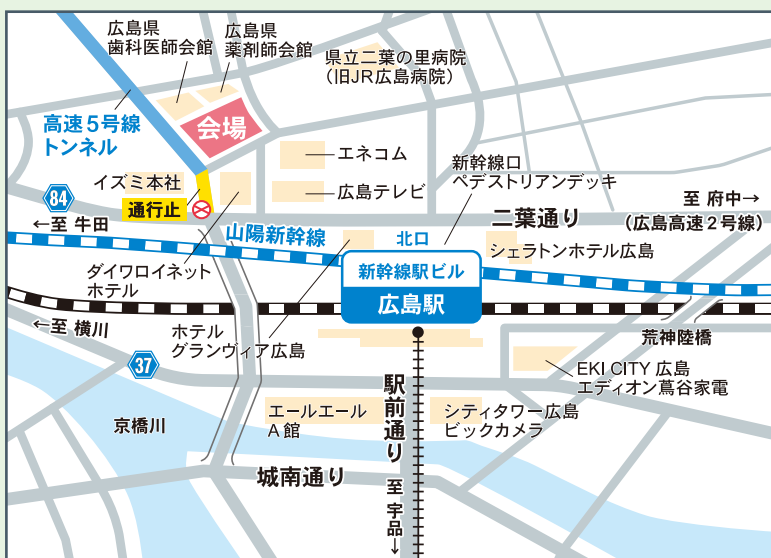 広島県
歯科医師会館
広島県
薬剤師会館
県立二葉の里病院
（旧JR広島病院）
高速5号線
トンネル
会場
エネコム
新幹線口
ペデストリアンデッキ
イズミ本社
広島テレビ
84
通行止
至 府中→
（広島高速2号線）
←至 牛田
二葉通り
山陽新幹線
北口
シェラトンホテル広島
ダイワロイネット
ホテル
新幹線駅ビル
広島駅
←至 横川
ホテル
グランヴィア広島
荒神陸橋
37
EKI CITY 広島
エディオン蔦谷家電
駅前通り
至 宇品→
エールエール
A館
シティタワー広島
ビックカメラ
京橋川
城南通り